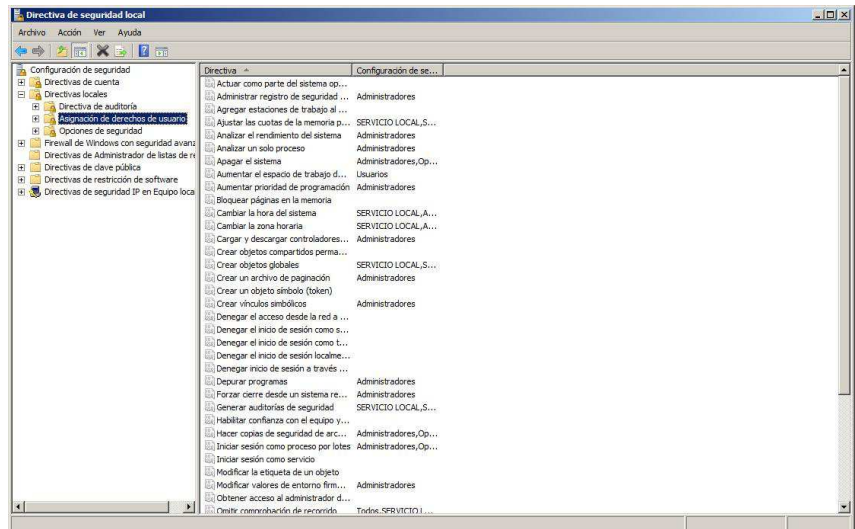 Directiva de seguridad local
Archivo Acción Ver Ayuda
Configuración de seguridad
Directivas de cuenta
Directivas locales
Directiva de auditoría
Asignación de derechos de usuario
Opciones de seguridad
Firewall de Windows con seguridad avanz
Directivas de Administrador de listas de re
Directivas de clave pública
Directivas de restricción de software
Directivas de seguridad IP en Equipo loca
Directiva Configuración de se...
Actuar como parte del sistema op...
Administrar registro de seguridad ... Administradores
Agregar estaciones de trabajo al ...
Ajustar las cuotas de la memoria p... SERVICIO LOCAL,S...
Analizar el rendimiento del sistema Administradores
Analizar un solo proceso Administradores
Apagar el sistema Administradores,Op...
Aumentar el espacio de trabajo d... Usuarios
Aumentar prioridad de programación Administradores
Bloquear páginas en la memoria
Cambiar la hora del sistema SERVICIO LOCAL,A...
Cambiar la zona horaria SERVICIO LOCAL,A...
Cargar y descargar controladores... Administradores
Crear objetos compartidos perma...
Crear objetos globales SERVICIO LOCAL,S...
Crear un archivo de paginación Administradores
Crear un objeto símbolo (token)
Crear vínculos simbólicos Administradores
Denegar el acceso desde la red a ...
Denegar el inicio de sesión como s...
Denegar el inicio de sesión como t...
Denegar el inicio de sesión localme...
Denegar inicio de sesión a través ...
Depurar programas Administradores
Forzar cierre desde un sistema re... Administradores
Generar auditorías de seguridad SERVICIO LOCAL,S...
Habilitar confianza con el equipo y...
Hacer copias de seguridad de arc... Administradores,Op...
Iniciar sesión como proceso por lotes Administradores,Op...
Iniciar sesión como servicio
Modificar la etiqueta de un objeto
Modificar valores de entorno firm... Administradores
Obtener acceso al administrador d...
Omitir comprobación de recorrido Todos,SERVICIO L...